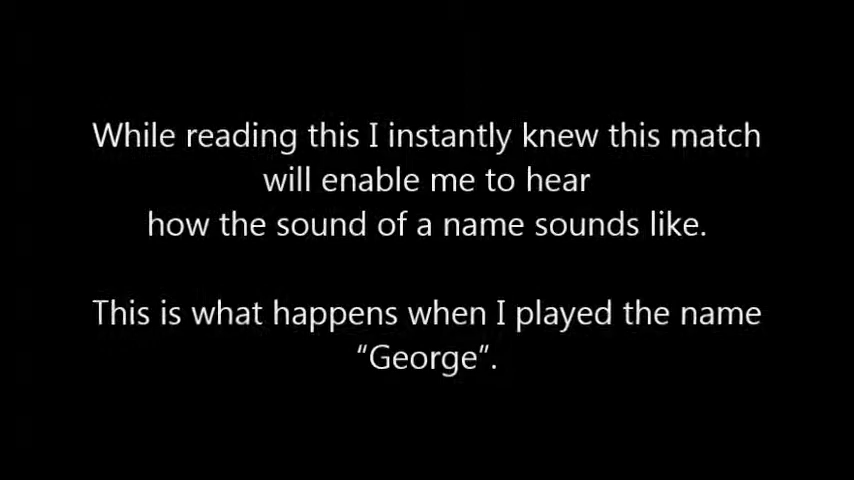 While reading this I instantly knew this match
will enable me to hear
how the sound of a name sounds like.
This is what happens when I played the name
“George”.